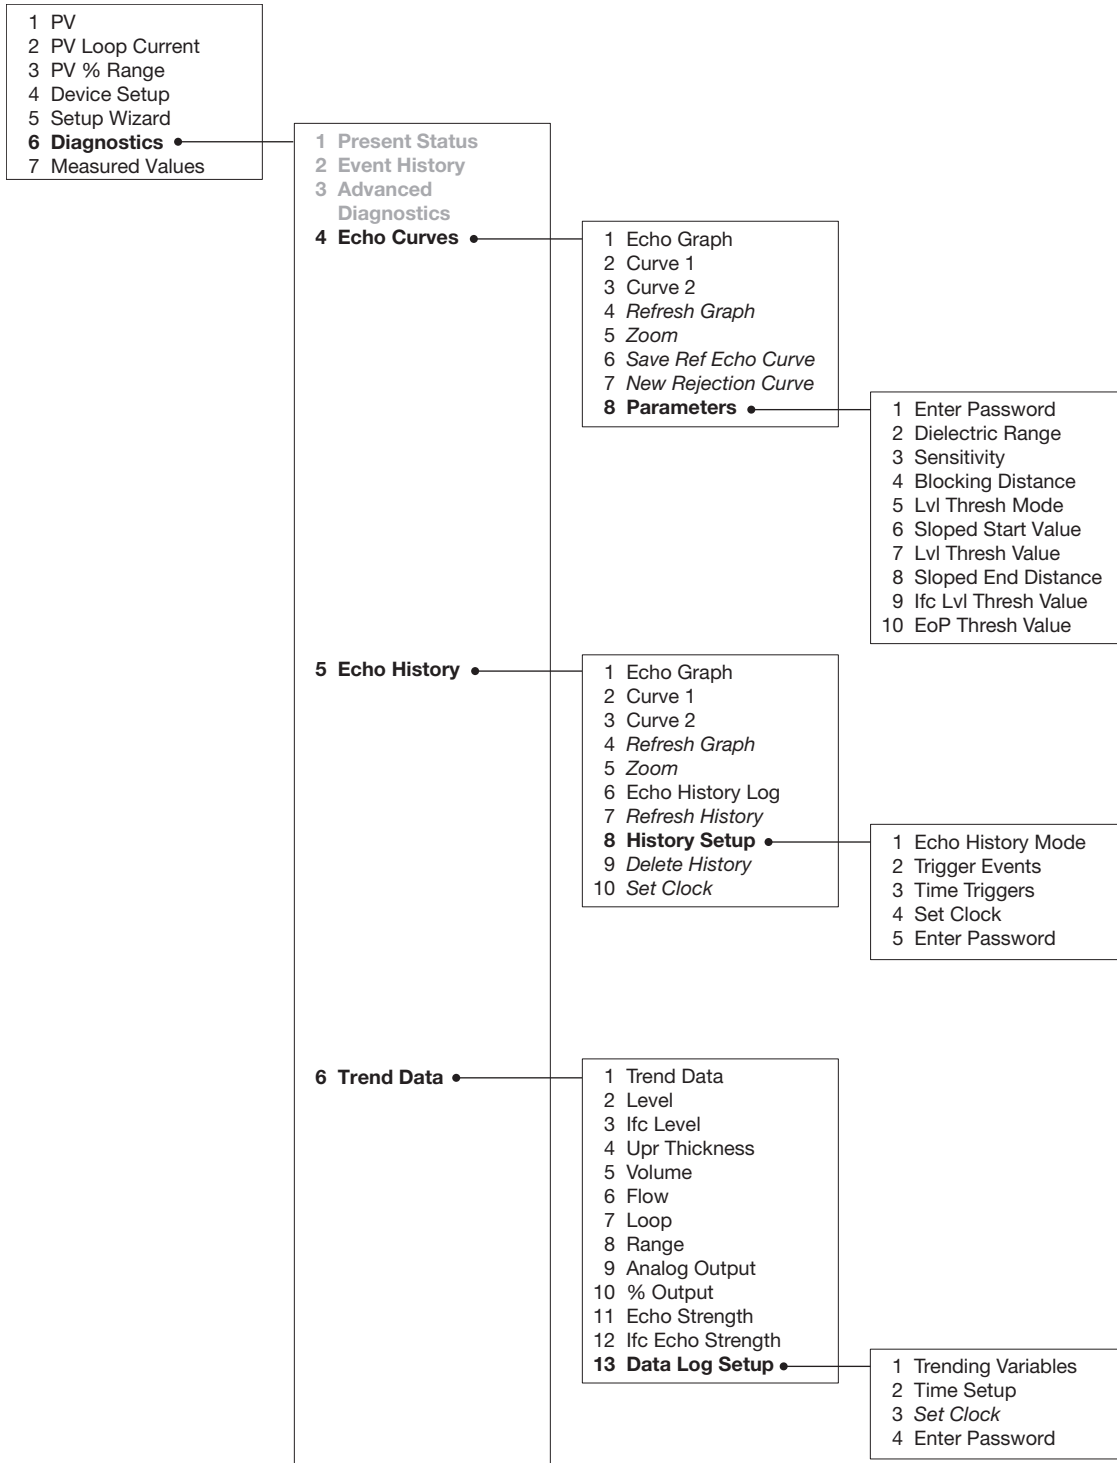 1 PV
2 PV Loop Current
3 PV % Range
4 Device Setup
5 Setup Wizard
6 Diagnostics
7 Measured Values
1 Present Status
2 Event History
3 Advanced
Diagnostics
4 Echo Curves
1 Echo Graph
2 Curve 1
3 Curve 2
4 Refresh Graph
5 Zoom
6 Save Ref Echo Curve
7 New Rejection Curve
8 Parameters
1 Enter Password
2 Dielectric Range
3 Sensitivity
4 Blocking Distance
5 Lvl Thresh Mode
6 Sloped Start Value
7 Lvl Thresh Value
8 Sloped End Distance
9 Ifc Lvl Thresh Value
10 EoP Thresh Value
5 Echo History
1 Echo Graph
2 Curve 1
3 Curve 2
4 Refresh Graph
5 Zoom
6 Echo History Log
7 Refresh History
8 History Setup
9 Delete History
10 Set Clock
1 Echo History Mode
2 Trigger Events
3 Time Triggers
4 Set Clock
5 Enter Password
6 Trend Data
1 Trend Data
2 Level
3 Ifc Level
4 Upr Thickness
5 Volume
6 Flow
7 Loop
8 Range
9 Analog Output
10 % Output
11 Echo Strength
12 Ifc Echo Strength
13 Data Log Setup
1 Trending Variables
2 Time Setup
3 Set Clock
4 Enter Password